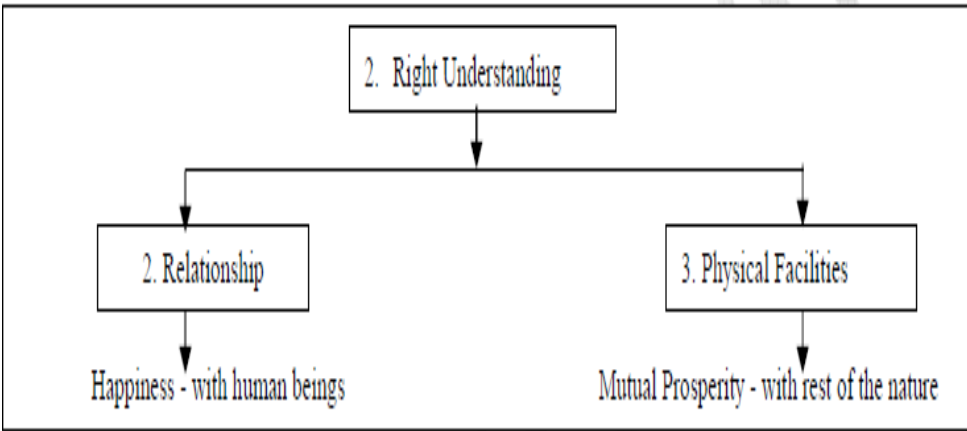 2. Right Understanding
2. Relationship
3. Physical Facilities
Happiness - with human beings
Mutual Prosperity - with rest of the nature